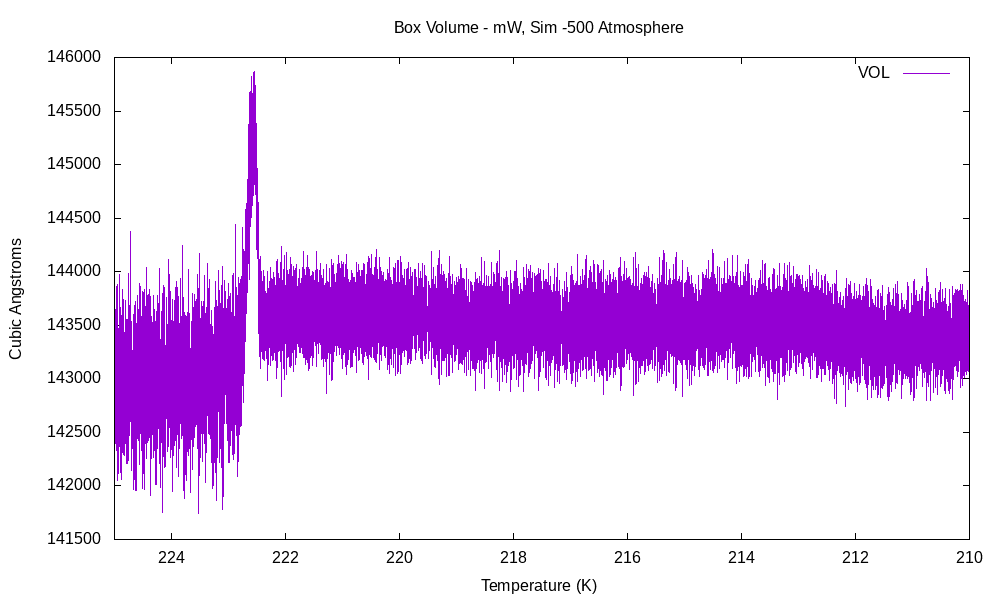 Box Volume - mW, Sim -500 Atmosphere
VOL
146000
145500
145000
144500
144000
143500
143000
142500
142000
141500
Cubic Angstroms
224 222 220 218 216 214 212 210
Temperature (K)